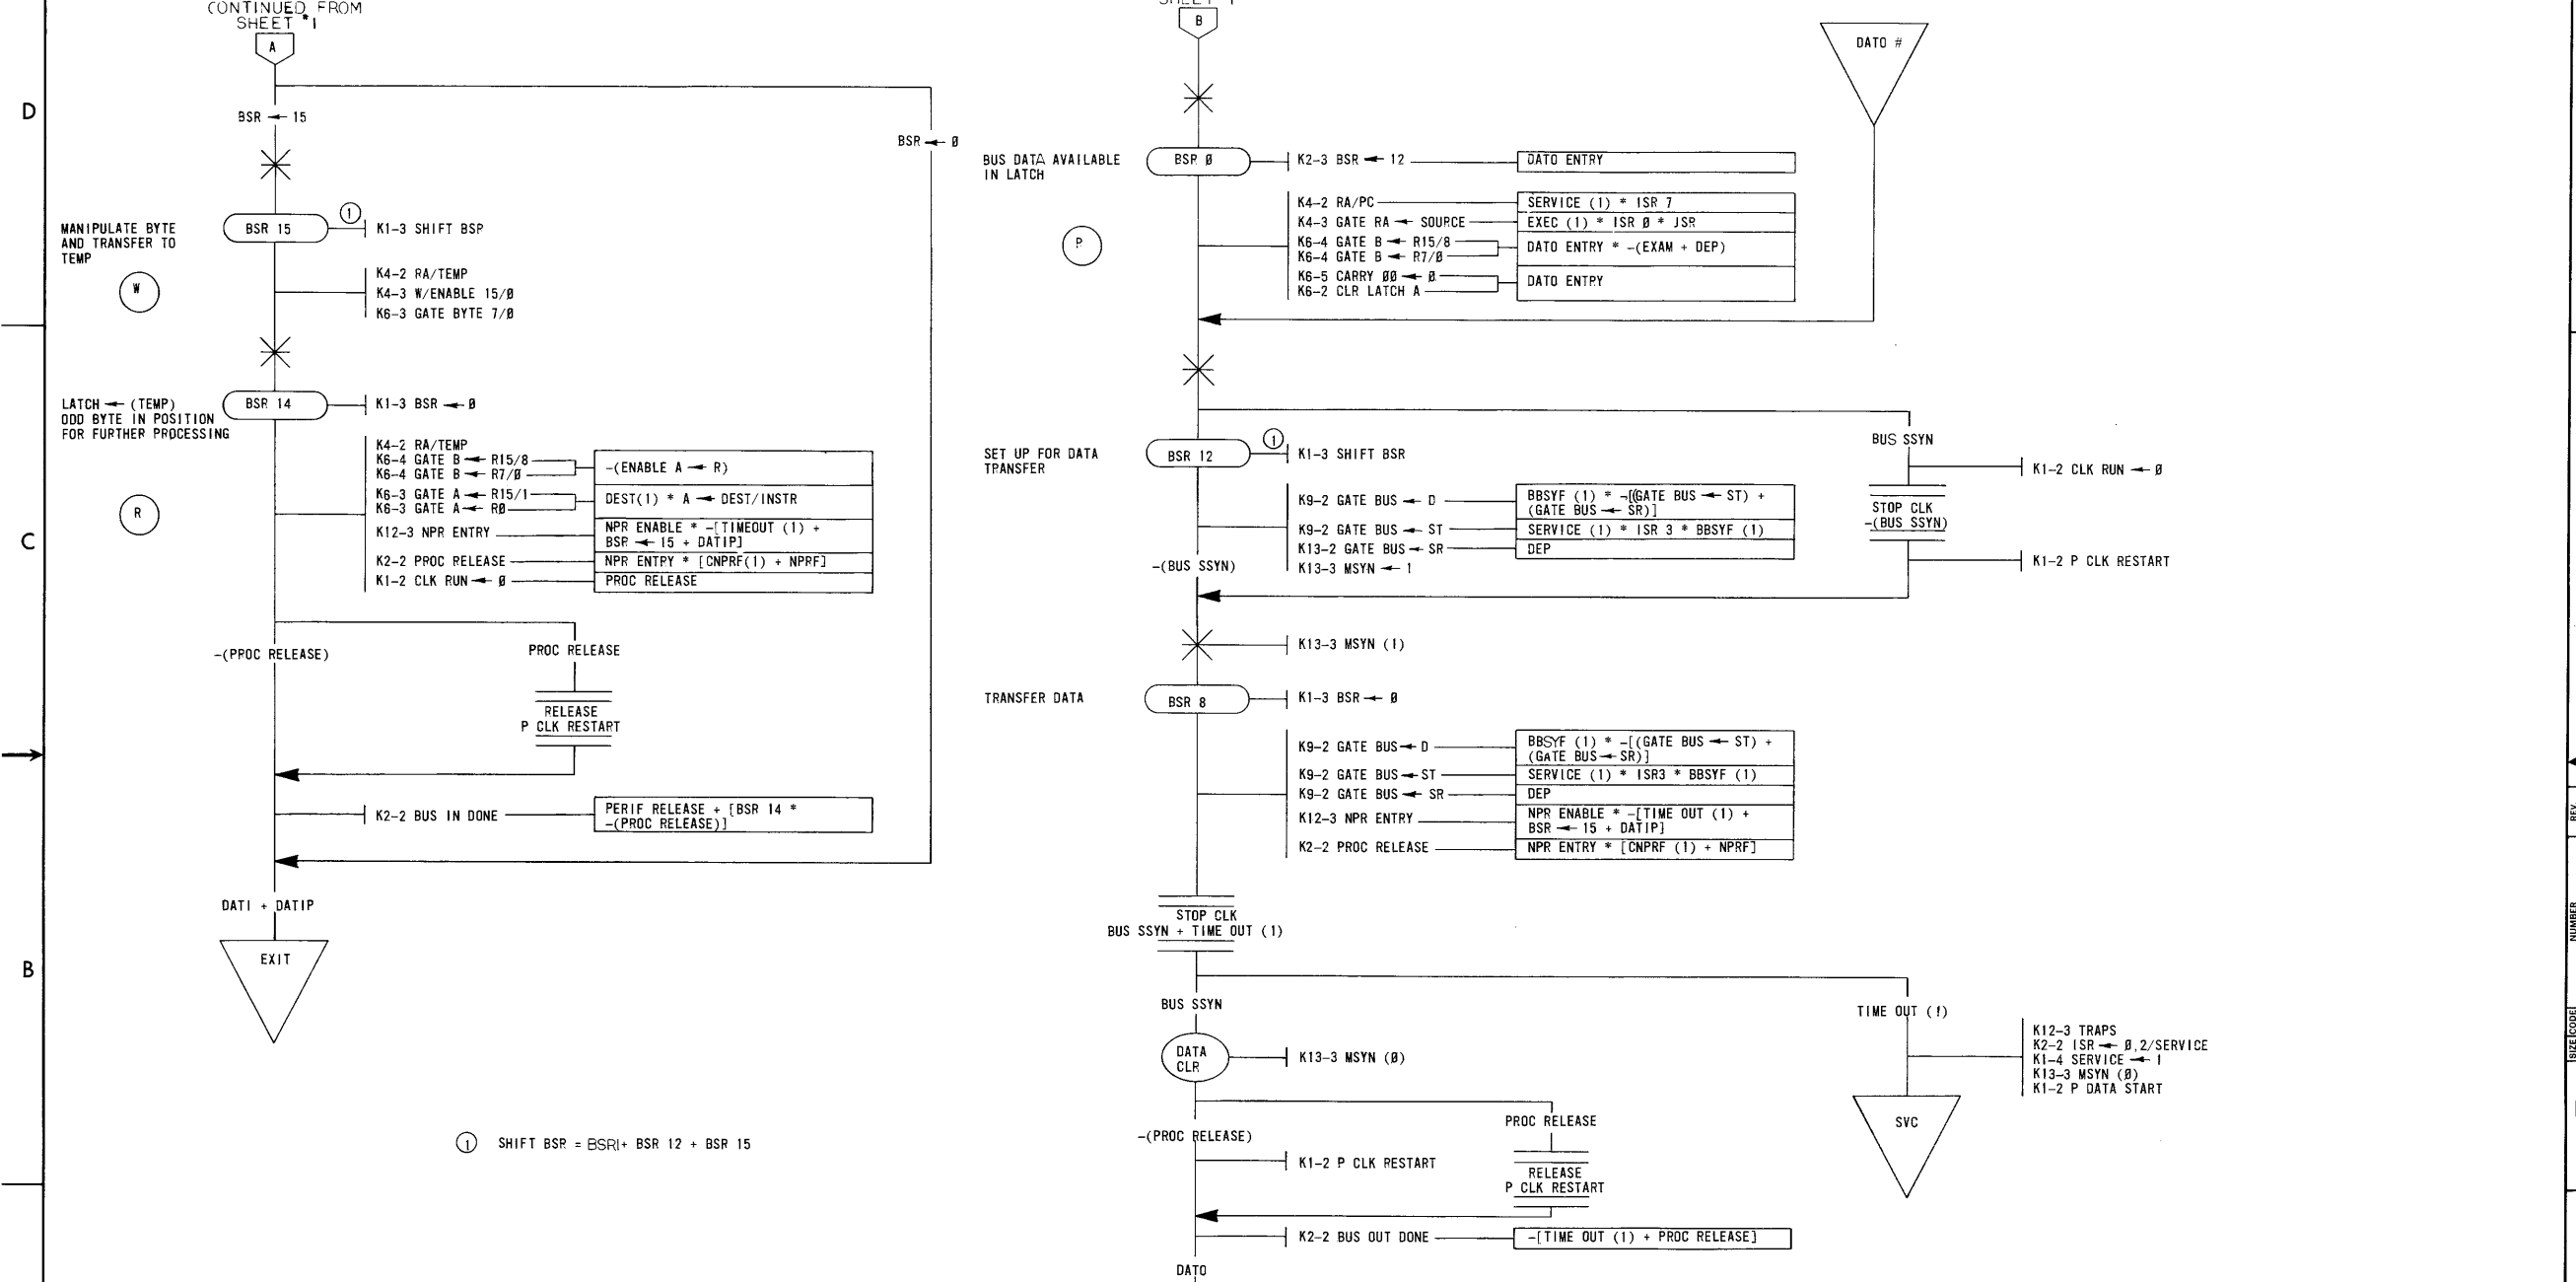 CONTINUED FROM
SHEET #1
A
BSR ← 15
BSR ← Ø
MANIPULATE BYTE
AND TRANSFER TO
TEMP
W
BSR 15
1
K1-3 SHIFT BSP
K4-2 RA/TEMP
K4-3 W/ENABLE 15/Ø
K6-3 GATE BYTE 7/Ø
LATCH ← (TEMP)
ODD BYTE IN POSITION
FOR FURTHER PROCESSING
R
BSR 14
K1-3 BSR ← Ø
K4-2 RA/TEMP
K6-4 GATE B ← R15/8
K6-4 GATE B ← R7/Ø
-(ENABLE A ← R)
K6-3 GATE A ← R15/1
K6-3 GATE A ← RØ
DEST(1) * A ← DEST/INSTR
K12-3 NPR ENTRY
NPR ENABLE * -[TIMEOUT (1) +
BSR ← 15 + DATIP]
K2-2 PROC RELEASE
NPR ENTRY * [CNPRF(1) + NPRF]
K1-2 CLK RUN ← Ø
PROC RELEASE
-(PROC RELEASE)
PROC RELEASE
RELEASE
P CLK RESTART
K2-2 BUS IN DONE
PERIF RELEASE + [BSR 14 *
-(PROC RELEASE)]
DATI + DATIP
EXIT
1 SHIFT BSR = BSR1+ BSR 12 + BSR 15
B
DATO #
BUS DATA AVAILABLE
IN LATCH
P
BSR Ø
K2-3 BSR ← 12
DATO ENTRY
K4-2 RA/PC
SERVICE (1) * ISR 7
K4-3 GATE RA ← SOURCE
EXEC (1) * ISR Ø * JSR
K6-4 GATE B ← R15/8
K6-4 GATE B ← R7/Ø
DATO ENTRY * -(EXAM + DEP)
K6-5 CARRY ØØ ← Ø
K6-2 CLR LATCH A
DATO ENTRY
SET UP FOR DATA
TRANSFER
BSR 12
1
K1-3 SHIFT BSR
K9-2 GATE BUS ← D
BBSYF (1) * -[(GATE BUS ← ST) +
(GATE BUS ← SR)]
K9-2 GATE BUS ← ST
SERVICE (1) * ISR 3 * BBSYF (1)
K13-2 GATE BUS ← SR
DEP
K13-3 MSYN ← 1
-(BUS SSYN)
BUS SSYN
K1-2 CLK RUN ← Ø
STOP CLK
-(BUS SSYN)
K1-2 P CLK RESTART
K13-3 MSYN (1)
TRANSFER DATA
BSR 8
K1-3 BSR ← Ø
K9-2 GATE BUS ← D
BBSYF (1) * -[(GATE BUS ← ST) +
(GATE BUS ← SR)]
K9-2 GATE BUS ← ST
SERVICE (1) * ISR3 * BBSYF (1)
K9-2 GATE BUS ← SR
DEP
K12-3 NPR ENTRY
NPR ENABLE * -[TIME OUT (1) +
BSR ← 15 + DATIP]
K2-2 PROC RELEASE
NPR ENTRY * [CNPRF (1) + NPRF]
STOP CLK
BUS SSYN + TIME OUT (1)
BUS SSYN
DATA
CLR
K13-3 MSYN (Ø)
TIME OUT (1)
K12-3 TRAPS
K2-2 ISR ← Ø,2/SERVICE
K1-4 SERVICE ← 1
K13-3 MSYN (Ø)
K1-2 P DATA START
SVC
-(PROC RELEASE)
PROC RELEASE
K1-2 P CLK RESTART
RELEASE
P CLK RESTART
K2-2 BUS OUT DONE
-[TIME OUT (1) + PROC RELEASE]
DATO
D
C
B
REV
NUMBER
CODE
SIZE